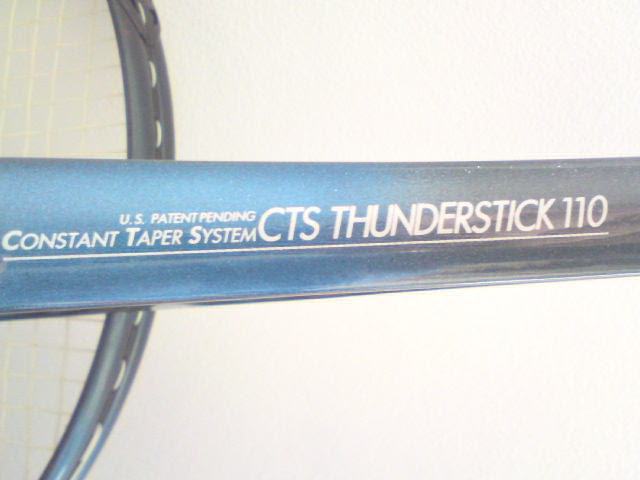 U.S. PATENT PENDING
CONSTANT TAPER SYSTEM CTS THUNDERSTICK 110